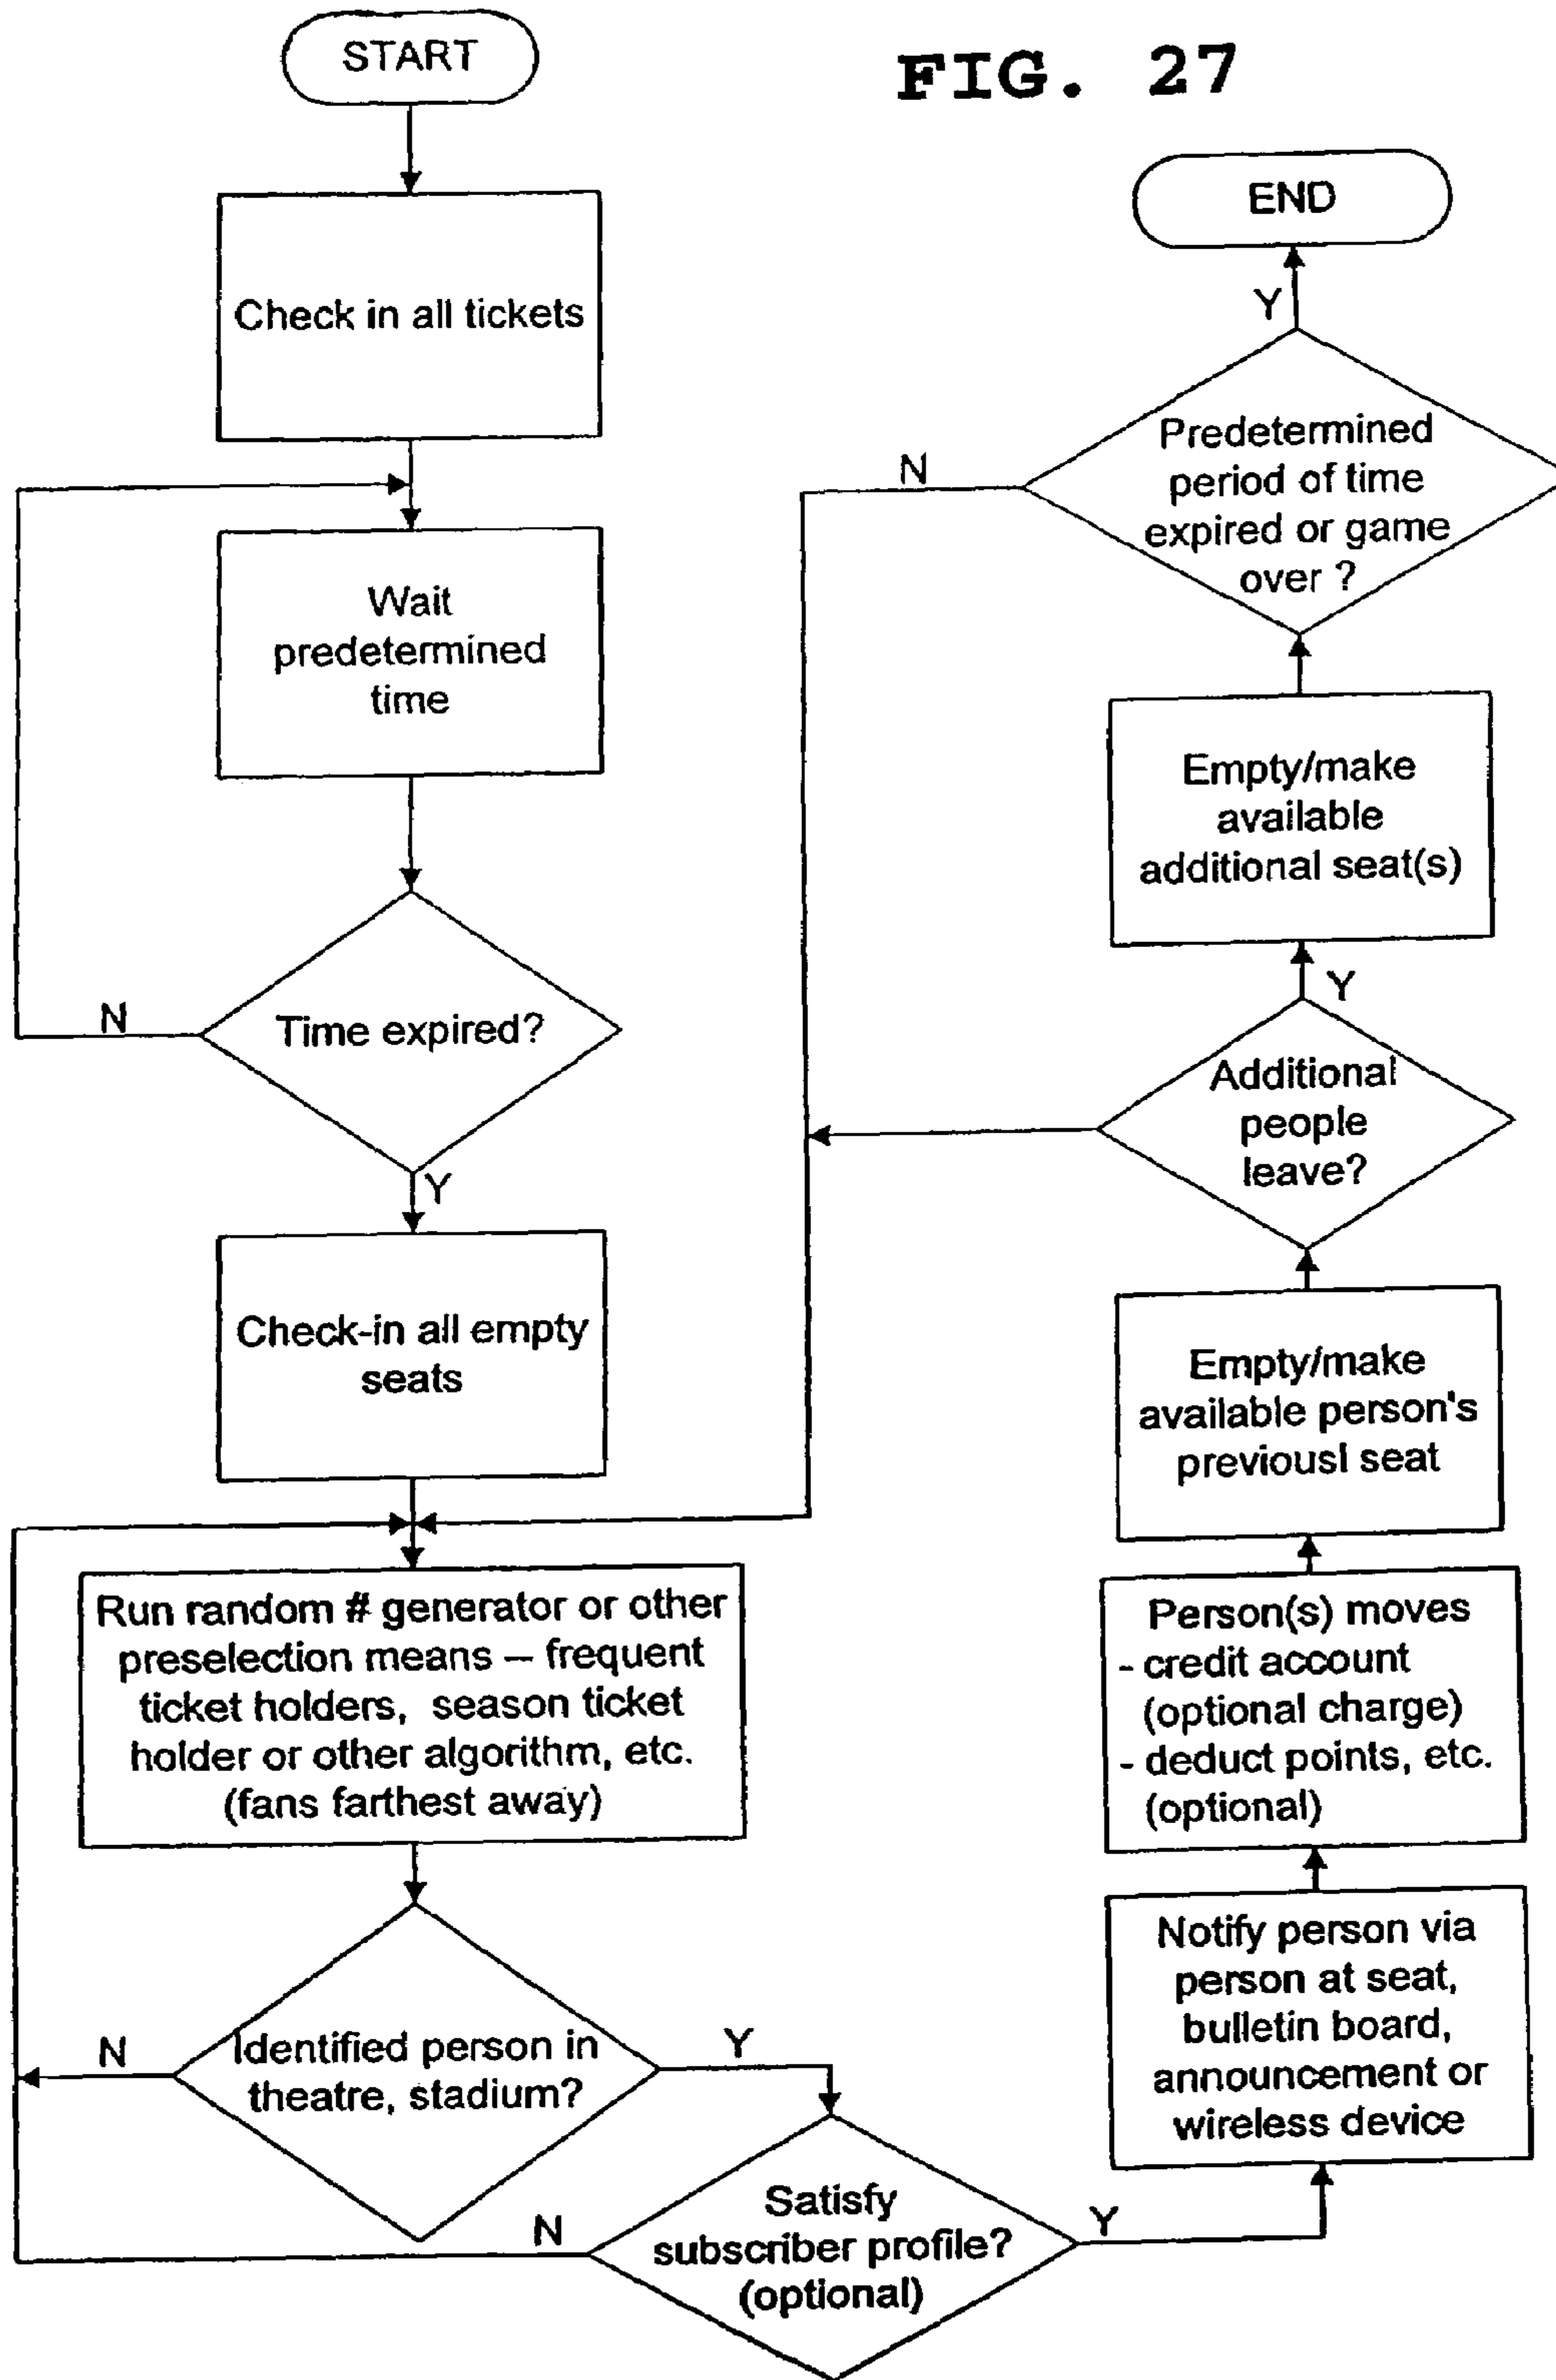 FIG. 27
START
Check in all tickets
Wait
predetermined
time
Time expired?
N
Y
Check-in all empty
seats
Run random # generator or other
preselection means – frequent
ticket holders, season ticket
holder or other algorithm, etc.
(fans farthest away)
Identified person in
theatre, stadium?
N
Y
Satisfy
subscriber profile?
(optional)
N
Y
Notify person via
person at seat,
bulletin board,
announcement or
wireless device
Person(s) moves
- credit account
(optional charge)
- deduct points, etc.
(optional)
Empty/make
available person's
previousl seat
Additional
people
leave?
Y
Empty/make
available
additional seat(s)
Predetermined
period of time
expired or game
over ?
N
Y
END